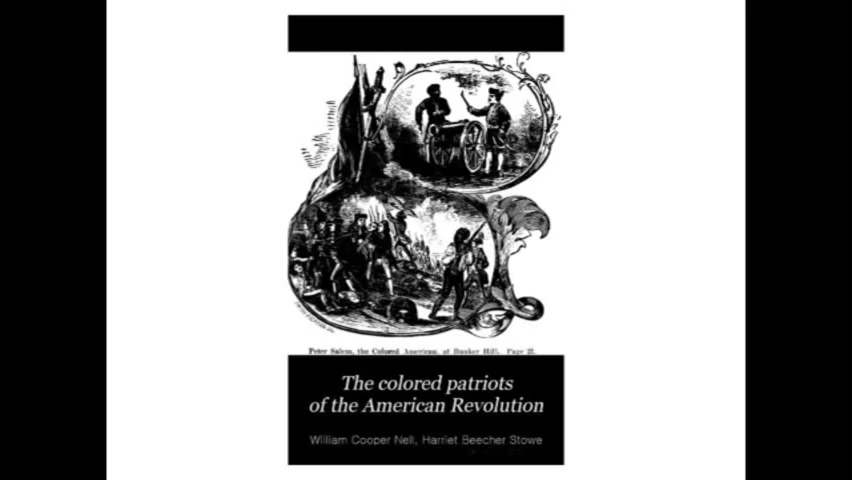 Peter Salem, the Colored American, at Bunker Hill. Page 21.
The colored patriots
of the American Revolution
William Cooper Nell, Harriet Beecher Stowe